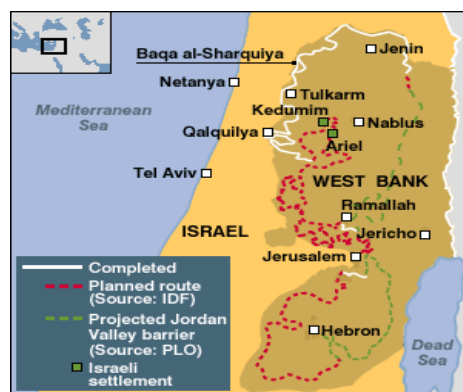 Jenin
Baqa al-Sharquiya
Netanya
Tulkarm
Mediterranean
Sea
Kedumim
Nablus
Qalquilya
Ariel
Tel Aviv
WEST BANK
Ramallah
ISRAEL
Jericho
Jerusalem
Completed
Planned route
(Source: IDF)
Projected Jordan
Valley barrier
(Source: PLO)
Israeli
settlement
Hebron
Dead
Sea